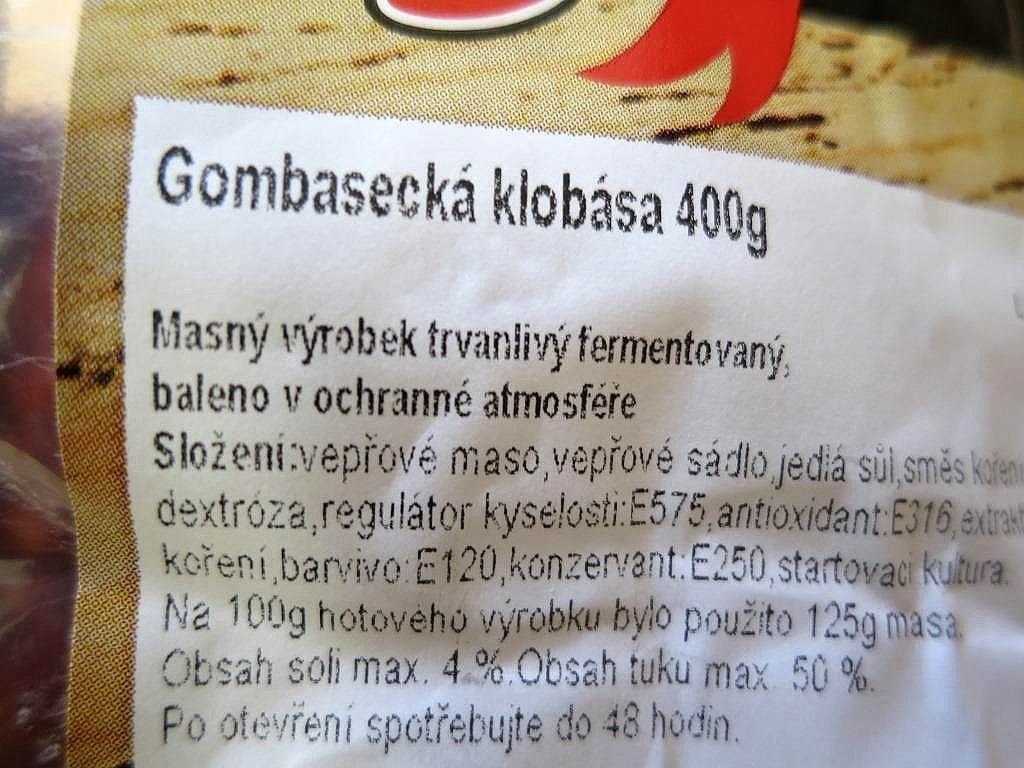 Gombasecká klobása 400g
Masný výrobek trvanlivý fermentovaný,
baleno v ochranné atmosféře
Složení:vepřové maso,vepřové sádlo,jedlá sůl,směs koření
dextróza,regulátor kyselosti:E575,antioxidant:E316,extrakt
koření,barvivo:E120,konzervant:E250,startovací kultura.
Na 100g hotového výrobku bylo použito 125g masa.
Obsah soli max. 4 %.Obsah tuku max 50 %.
Po otevření spotřebujte do 48 hodin.